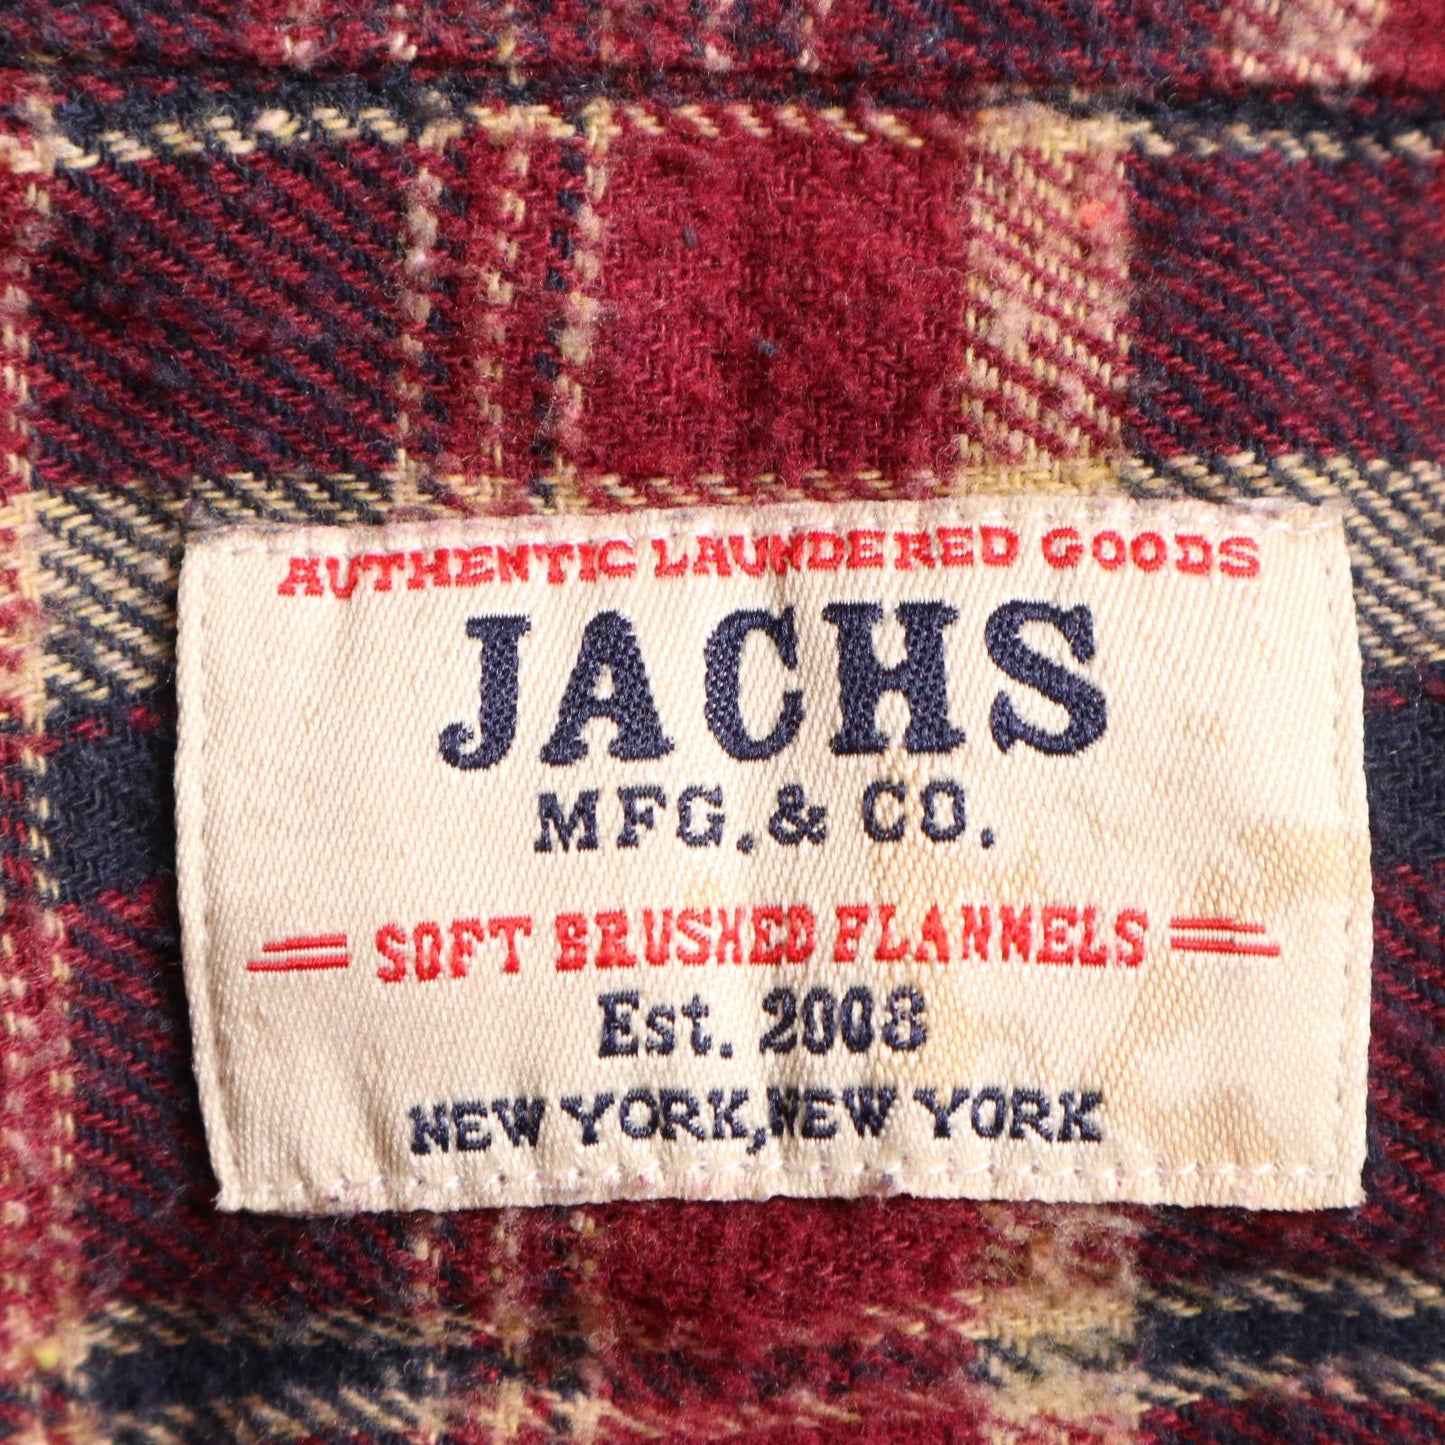 AUTHENTIC LAUNDERED GOODS
JACHS
MFG. & CO.
SOFT BRUSHED FLANNELS
Est. 2008
NEW YORK, NEW YORK